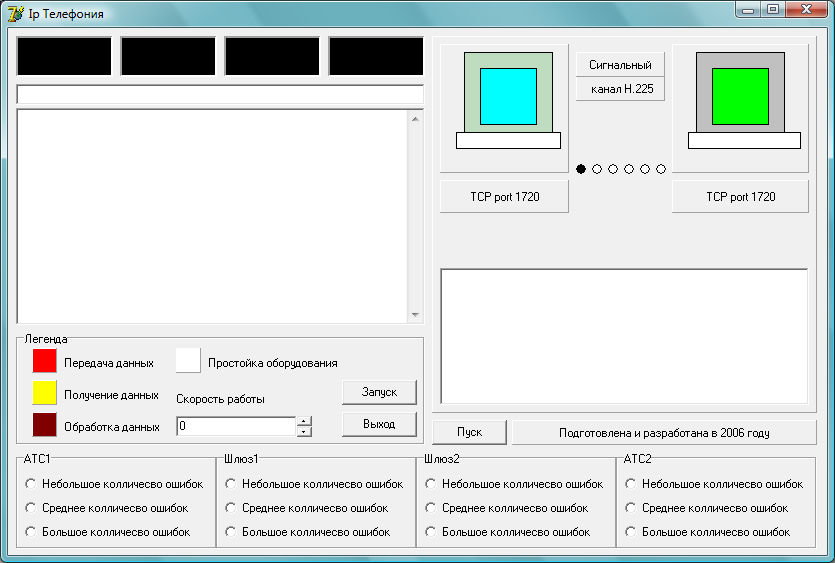 Ip Телефония
Сигнальный
канал H.225
TCP port 1720
TCP port 1720
Легенда
Передача данных
Простойка оборудования
Получение данных
Скорость работы
Запуск
Обработка данных
0
Выход
Пуск
Подготовлена и разработана в 2006 году
АТС1
Небольшое колличесво ошибок
Среднее колличесво ошибок
Большое колличесво ошибок
Шлюз1
Небольшое колличесво ошибок
Среднее колличесво ошибок
Большое колличесво ошибок
Шлюз2
Небольшое колличесво ошибок
Среднее колличесво ошибок
Большое колличесво ошибок
АТС2
Небольшое колличесво ошибок
Среднее колличесво ошибок
Большое колличесво ошибок